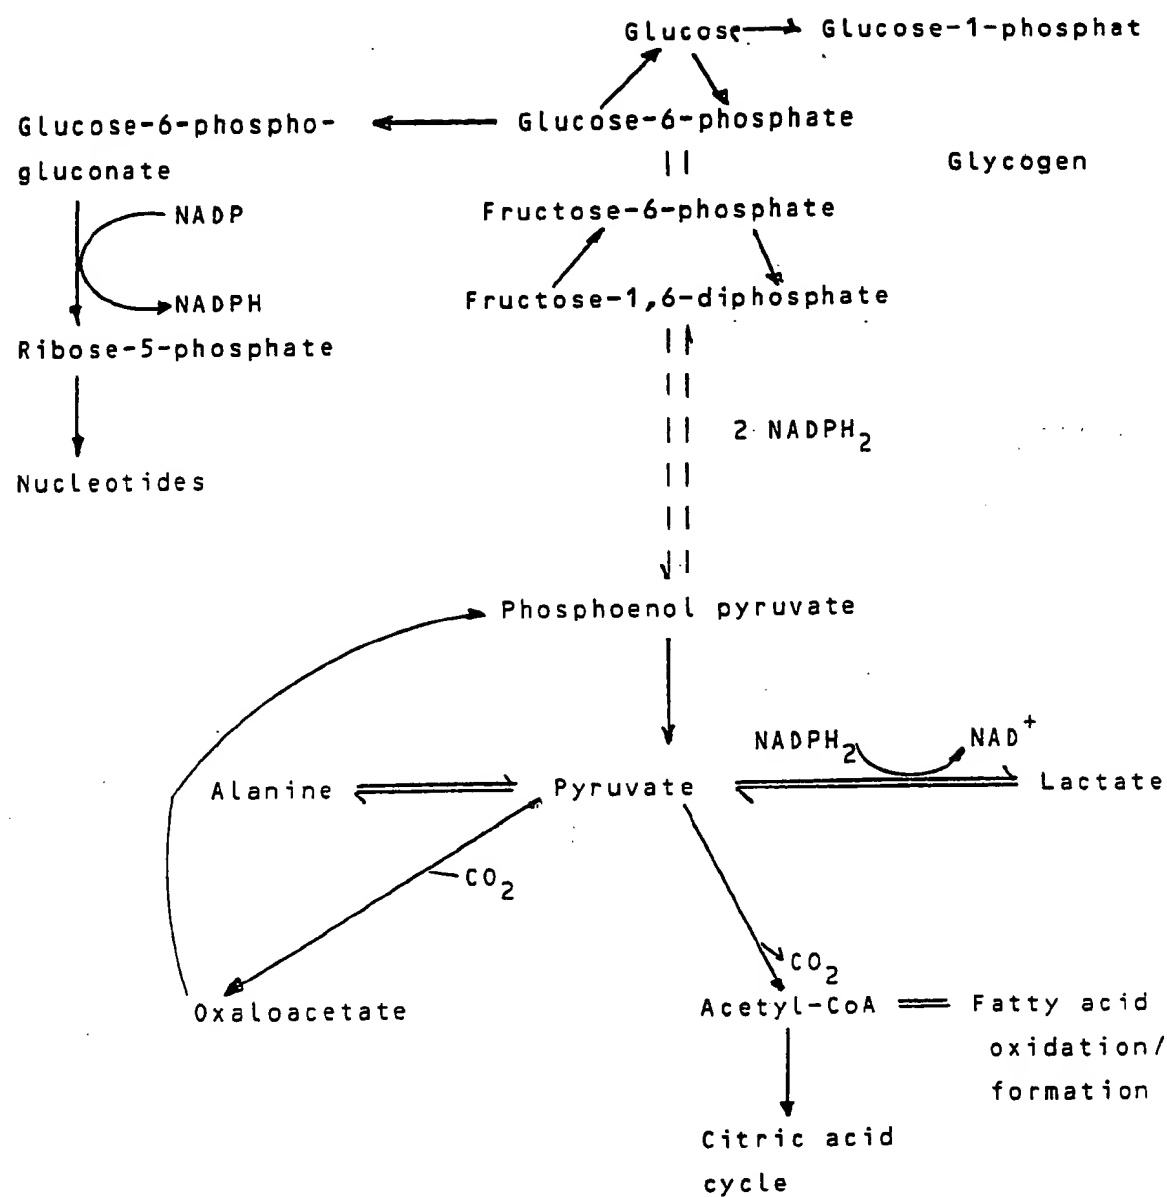 Glucose Glucose-1-phosphat
Glucose-6-phospho- Glucose-6-phosphate
gluconate Glycogen
NADP Fructose-6-phosphate
NADPH Fructose-1,6-diphosphate
Ribose-5-phosphate
2 NADPH2
Nucleotides
Phosphoenol pyruvate
NADPH2 NAD+
Alanine Pyruvate Lactate
CO2
CO2
Oxaloacetate Acetyl-CoA Fatty acid
oxidation/
formation
Citric acid
cycle